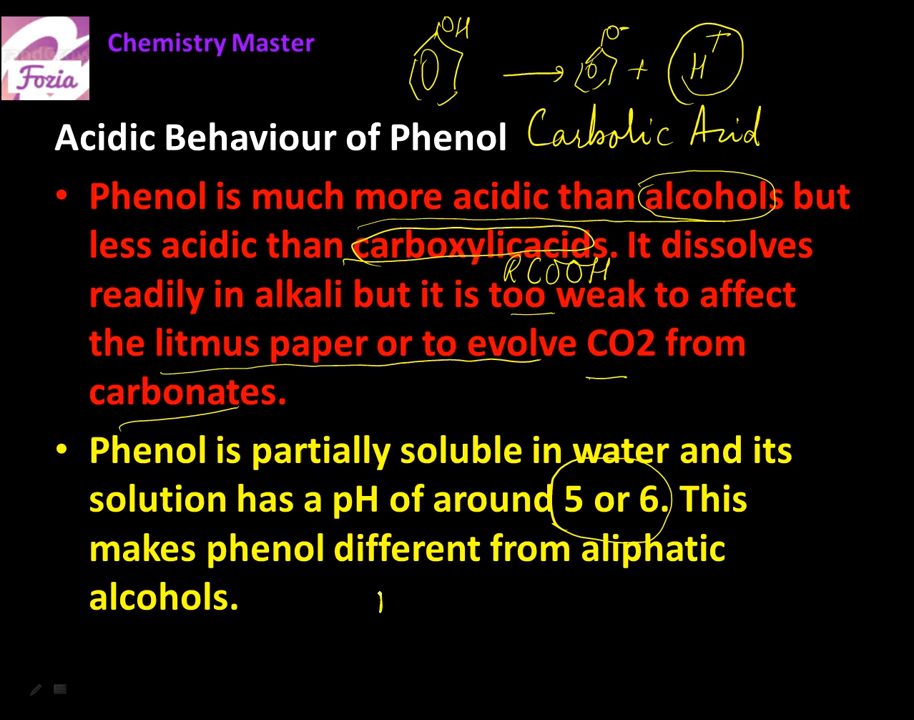 Chemistry Master
Fozia
OH
O⁻
+ H⁺
Acidic Behaviour of Phenol Carbolic Acid
• Phenol is much more acidic than alcohols but
less acidic than carboxylicacids. It dissolves
RCOOH
readily in alkali but it is too weak to affect
the litmus paper or to evolve CO2 from
carbonates.
• Phenol is partially soluble in water and its
solution has a pH of around 5 or 6. This
makes phenol different from aliphatic
alcohols.